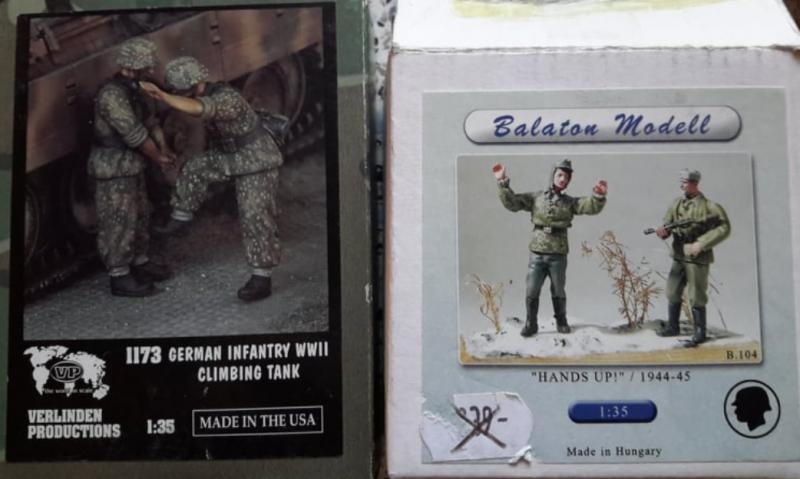 1173 GERMAN INFANTRY WWII
CLIMBING TANK
VP
VERLINDEN
PRODUCTIONS
1:35
MADE IN THE USA
Balaton Modell
B.104
"HANDS UP!" / 1944-45
1:35
Made in Hungary